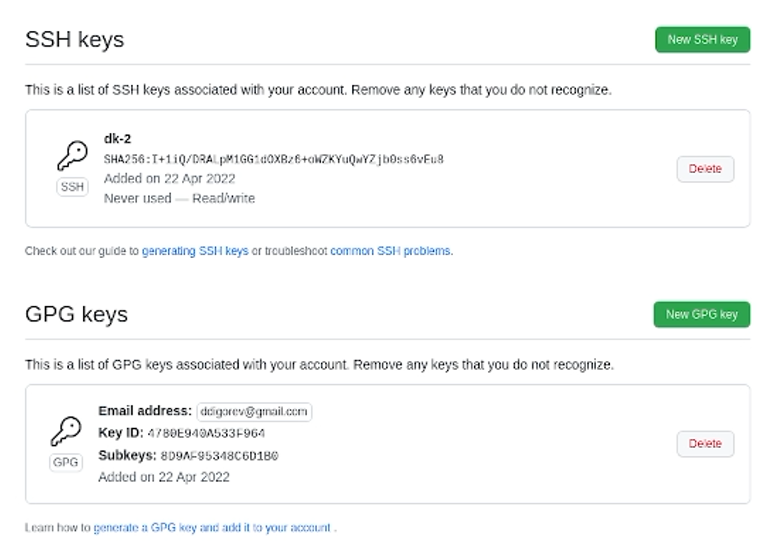 SSH keys
New SSH key
This is a list of SSH keys associated with your account. Remove any keys that you do not recognize.
dk-2
SHA256:I+1iQ/DRALpM1GG1dOXBz6+oWZKYuQwYZjb0ss6vEu8
Added on 22 Apr 2022
Never used — Read/write
SSH
Delete
Check out our guide to generating SSH keys or troubleshoot common SSH problems.
GPG keys
New GPG key
This is a list of GPG keys associated with your account. Remove any keys that you do not recognize.
Email address: ddigorev@gmail.com
Key ID: 4780E940A533F964
Subkeys: 8D9AF95348C6D1B0
Added on 22 Apr 2022
GPG
Delete
Learn how to generate a GPG key and add it to your account .